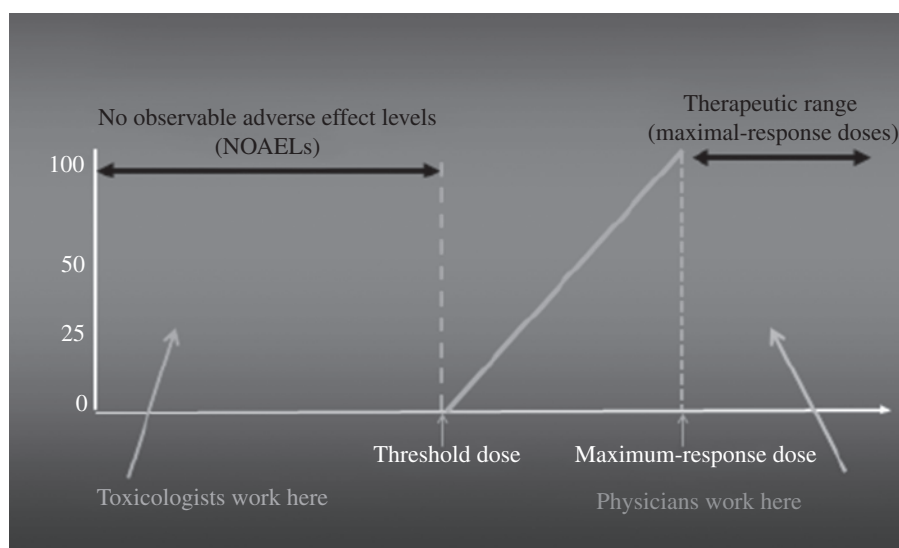 No observable adverse effect levels
(NOAELs)
Therapeutic range
(maximal-response doses)
100
50
25
0
Threshold dose
Maximum-response dose
Toxicologists work here
Physicians work here